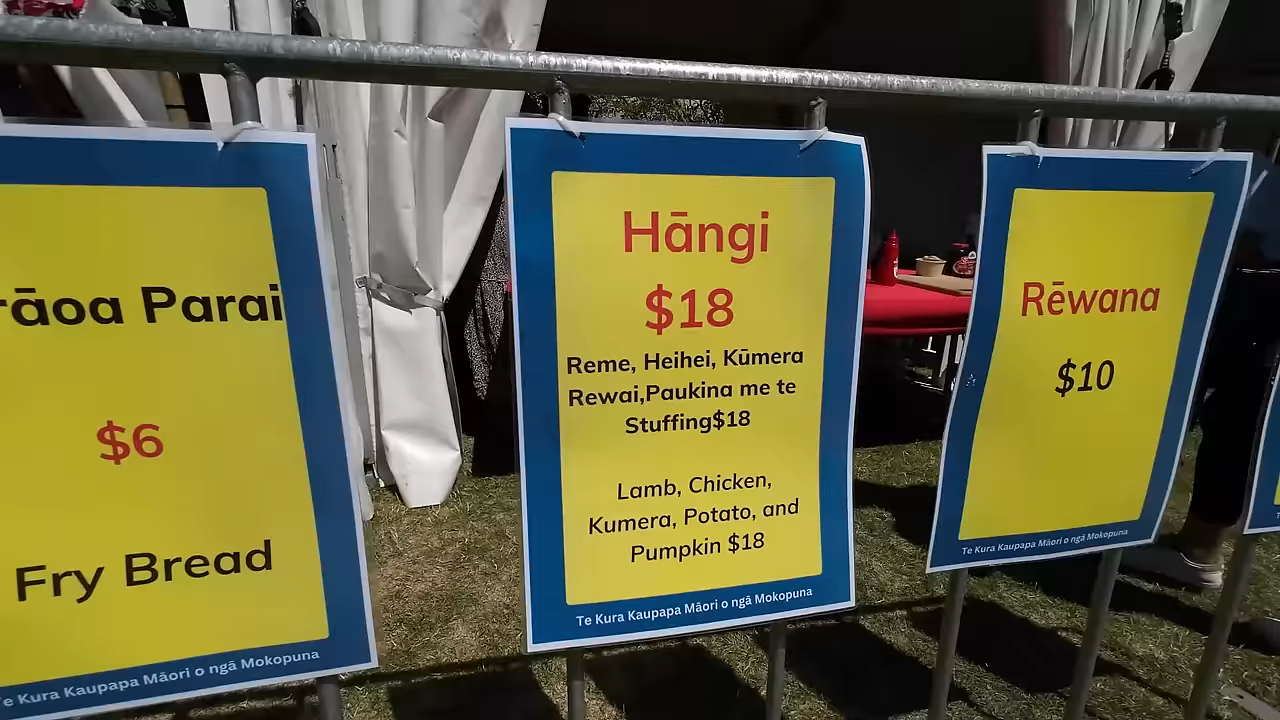 Parai
$6
Fry Bread
Te Kura Kaupapa Māori o ngā Mokopuna
Hāngi
$18
Reme, Heihei, Kūmera
Rewai,Paukina me te
Stuffing$18
Lamb, Chicken,
Kumera, Potato, and
Pumpkin $18
Te Kura Kaupapa Māori o ngā Mokopuna
Rēwana
$10
Te Kura Kaupapa Māori o ngā Mokopuna